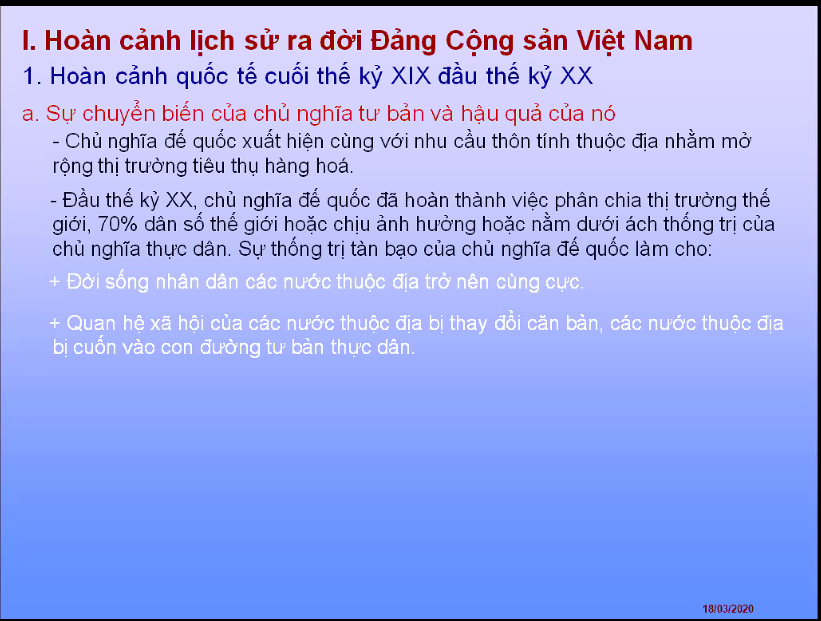 I. Hoàn cảnh lịch sử ra đời Đảng Cộng sản Việt Nam
1. Hoàn cảnh quốc tế cuối thế kỷ XIX đầu thế kỷ XX
a. Sự chuyển biến của chủ nghĩa tư bản và hậu quả của nó
- Chủ nghĩa đế quốc xuất hiện cùng với nhu cầu thôn tính thuộc địa nhằm mở
rộng thị trường tiêu thụ hàng hoá.
- Đầu thế kỷ XX, chủ nghĩa đế quốc đã hoàn thành việc phân chia thị trường thế
giới, 70% dân số thế giới hoặc chịu ảnh hưởng hoặc nằm dưới ách thống trị của
chủ nghĩa thực dân. Sự thống trị tàn bạo của chủ nghĩa đế quốc làm cho:
+ Đời sống nhân dân các nước thuộc địa trở nên cùng cực.
+ Quan hệ xã hội của các nước thuộc địa bị thay đổi căn bản, các nước thuộc địa
bị cuốn vào con đường tư bản thực dân.
18/03/2020